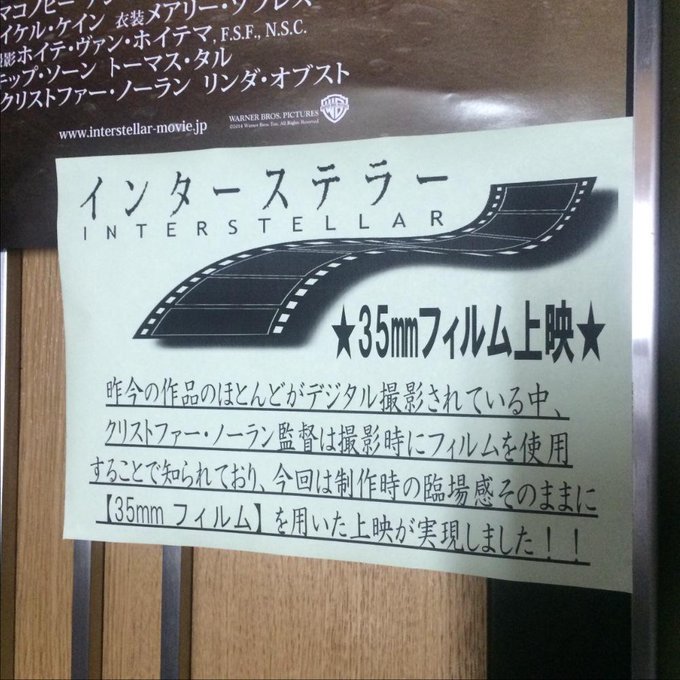 マコノヒー
イケル・ケイン 衣装メアリー・ゾフレス
撮影ホイテ・ヴァン・ホイテマ, F.S.F., N.S.C.
キップ・ソーン トーマス・タル
クリストファー・ノーラン リンダ・オブスト
www.interstellar-movie.jp
WARNER BROS. PICTURES
©2014 Warner Bros. Ent. All Rights Reserved
インターステラー
INTERSTELLAR
★35mmフィルム上映★
昨今の作品のほとんどがデジタル撮影されている中、
クリストファー・ノーラン監督は撮影時にフィルムを使用
することで知られており、今回は制作時の臨場感そのままに
【35mm フィルム】を用いた上映が実現しました！！